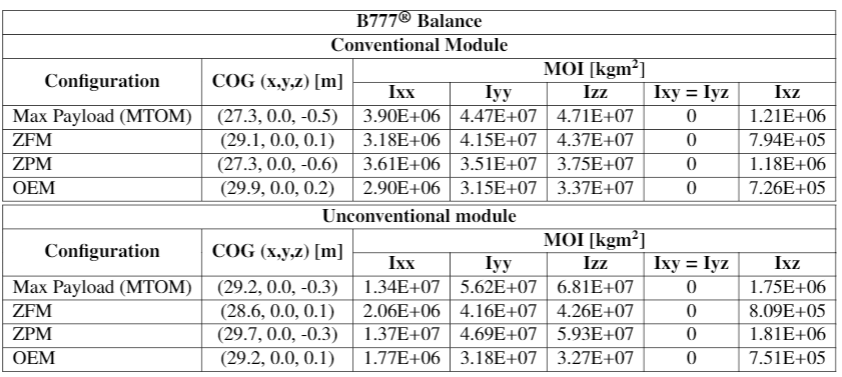 B777® Balance
Conventional Module
Configuration COG (x,y,z) [m] MOI [kgm²]
Ixx Iyy Izz Ixy = Iyz Ixz
Max Payload (MTOM) (27.3, 0.0, -0.5) 3.90E+06 4.47E+07 4.71E+07 0 1.21E+06
ZFM (29.1, 0.0, 0.1) 3.18E+06 4.15E+07 4.37E+07 0 7.94E+05
ZPM (27.3, 0.0, -0.6) 3.61E+06 3.51E+07 3.75E+07 0 1.18E+06
OEM (29.9, 0.0, 0.2) 2.90E+06 3.15E+07 3.37E+07 0 7.26E+05
Unconventional module
Configuration COG (x,y,z) [m] MOI [kgm²]
Ixx Iyy Izz Ixy = Iyz Ixz
Max Payload (MTOM) (29.2, 0.0, -0.3) 1.34E+07 5.62E+07 6.81E+07 0 1.75E+06
ZFM (28.6, 0.0, 0.1) 2.06E+06 4.16E+07 4.26E+07 0 8.09E+05
ZPM (29.7, 0.0, -0.3) 1.37E+07 4.69E+07 5.93E+07 0 1.81E+06
OEM (29.2, 0.0, 0.1) 1.77E+06 3.18E+07 3.27E+07 0 7.51E+05